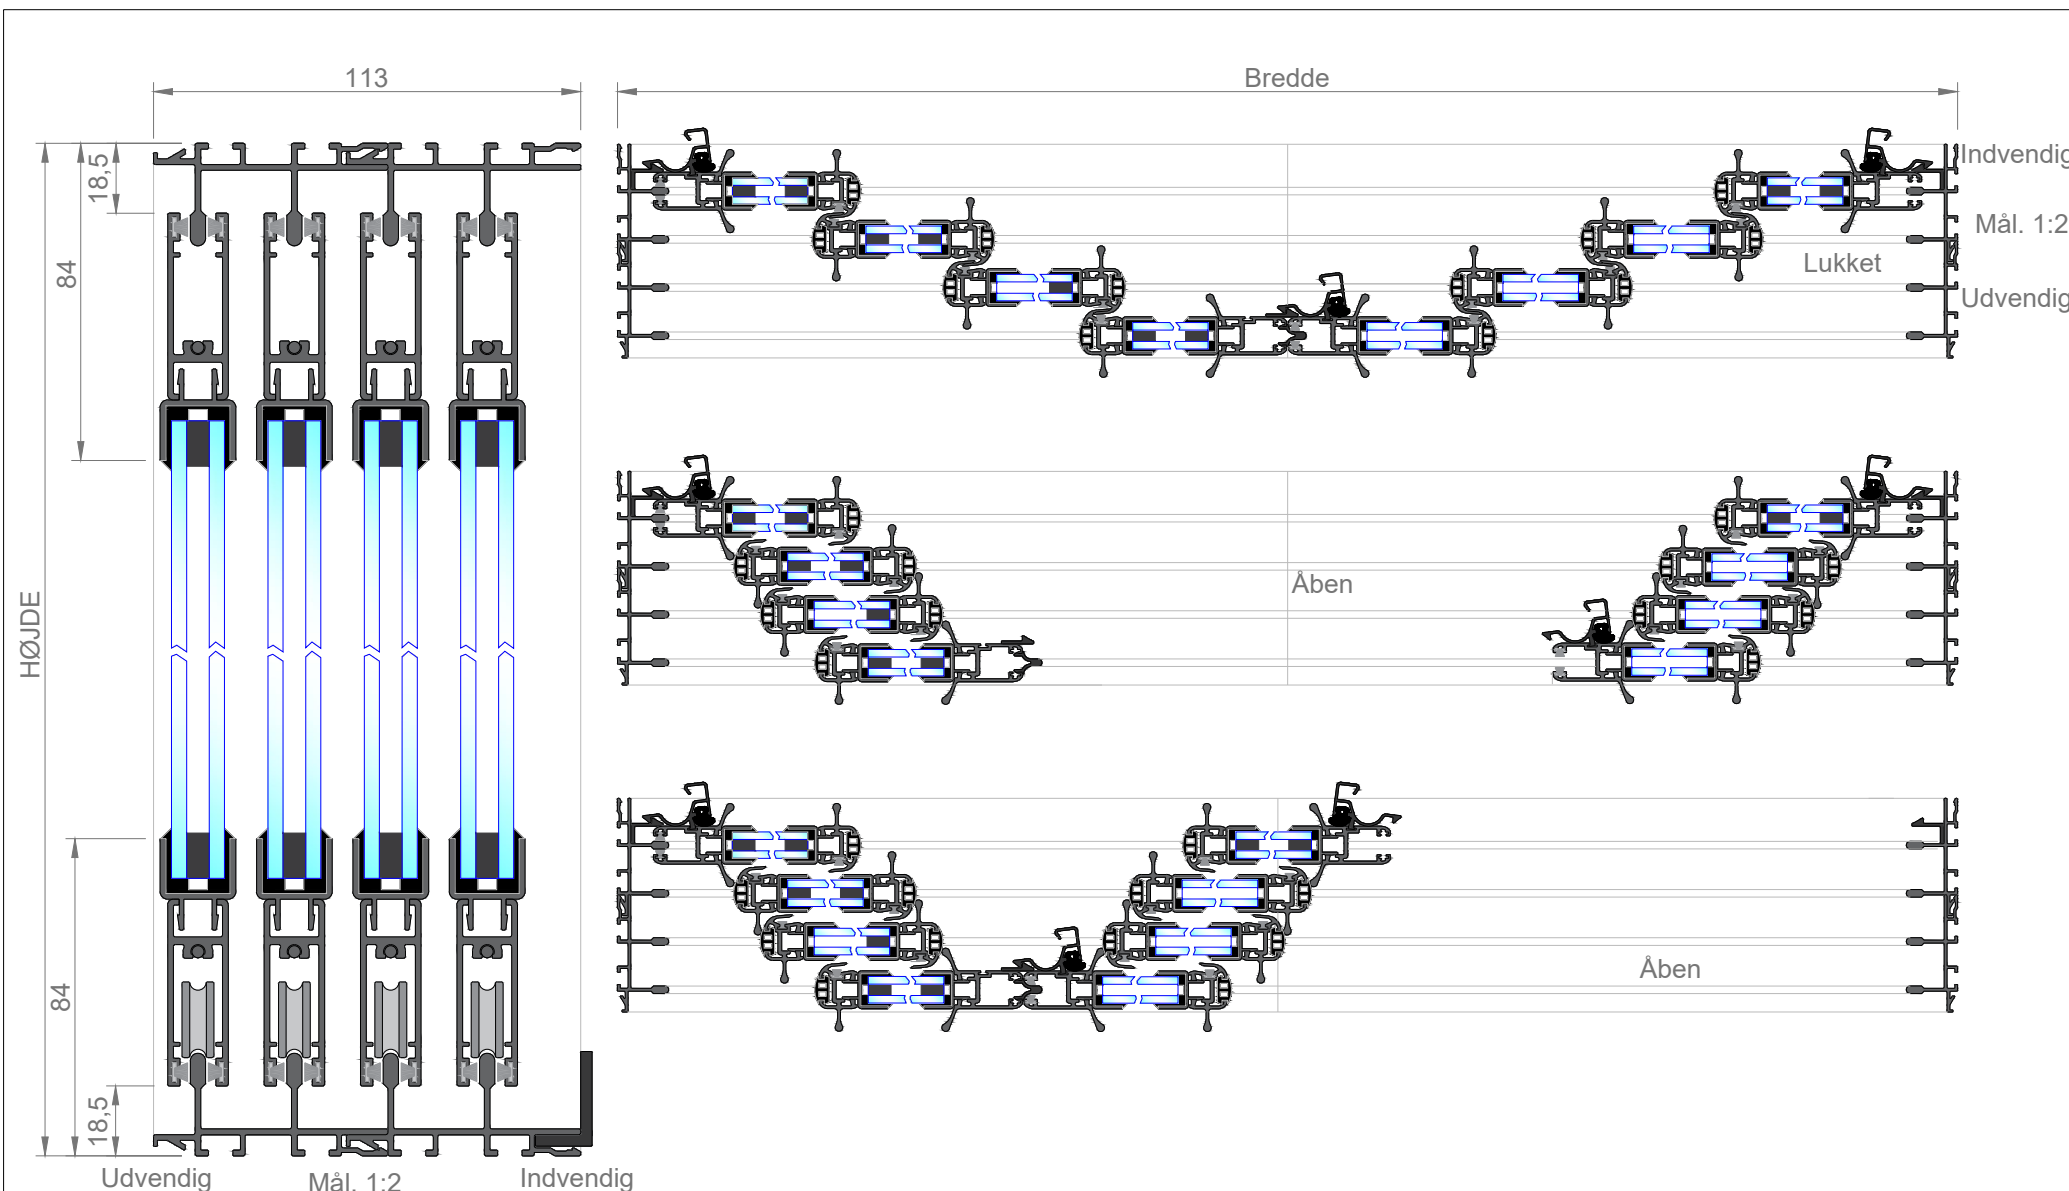 113
Bredde
18,5
84
HØJDE
84
18,5
Udvendig
Mål. 1:2
Indvendig
Indvendig
Mål. 1:2
Lukket
Udvendig
Åben
Åben